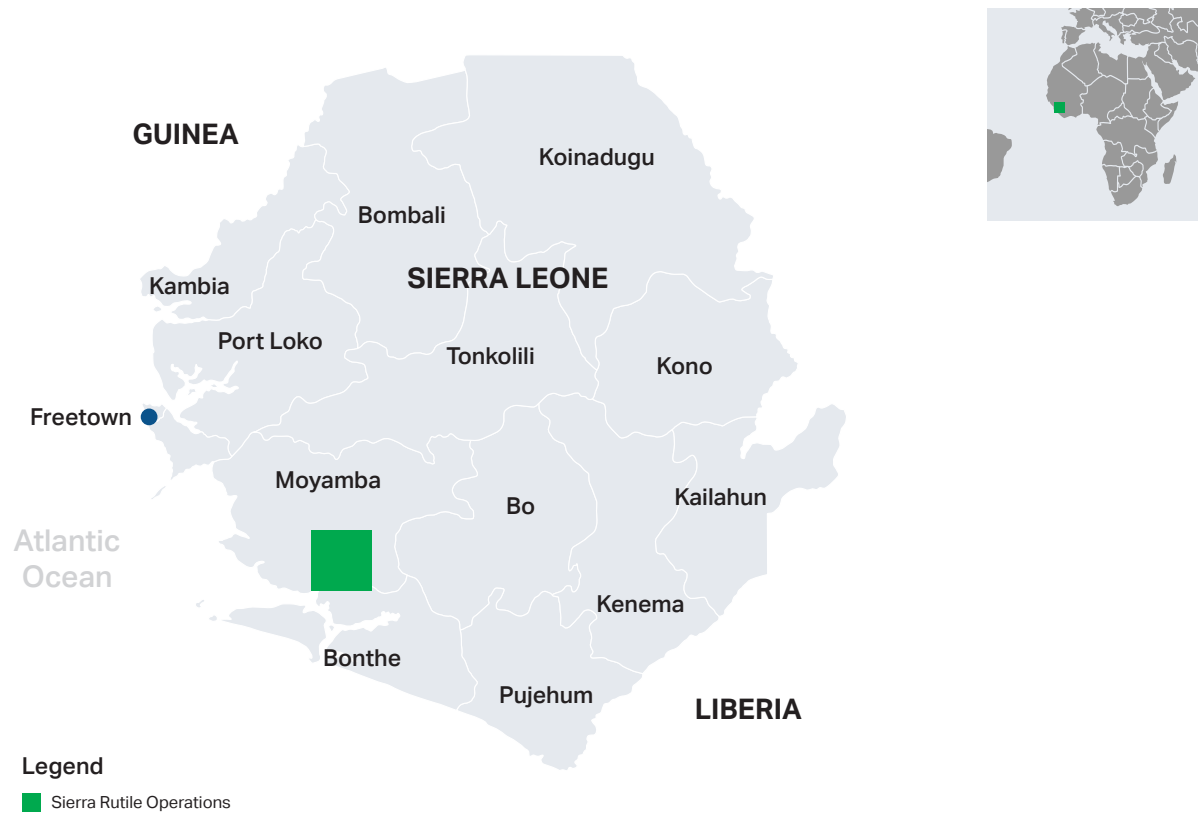 GUINEA
Koinadugu
Bombali
SIERRA LEONE
Kambia
Port Loko
Tonkolili
Kono
Freetown
Moyamba
Kailahun
Bo
Atlantic
Ocean
Kenema
Bonthe
Pujehum
LIBERIA
Legend
Sierra Rutile Operations